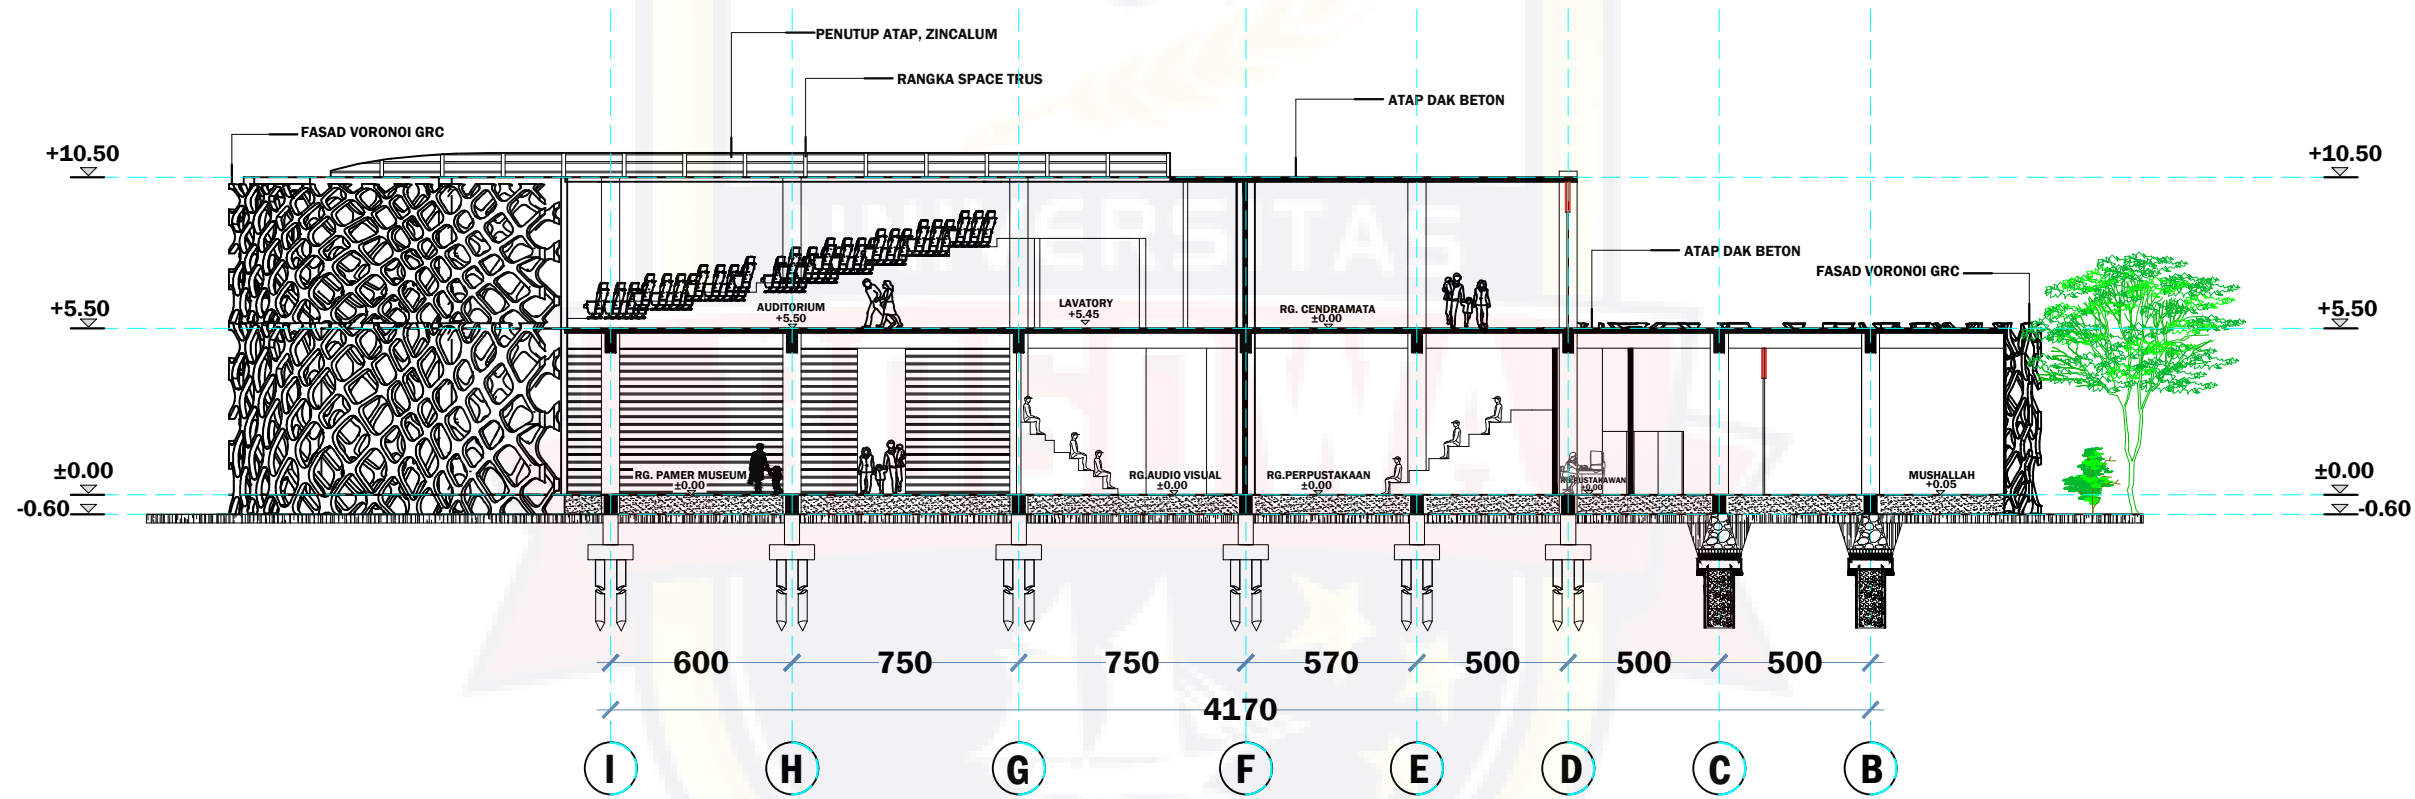 PENUTUP ATAP, ZINCALUM
RANGKA SPACE TRUS
ATAP DAK BETON
FASAD VORONOI GRC
+10.50
+10.50
UNIVERSITAS
ATAP DAK BETON
FASAD VORONOI GRC
+5.50
AUDITORIUM
+5.50
LAVATORY
+5.45
RG. CENDRAMATA
±0.00
+5.50
±0.00
RG. PAMER MUSEUM
±0.00
RG.AUDIO VISUAL
±0.00
RG.PERPUSTAKAAN
±0.00
±0.00
MUSHALLAH
+0.05
±0.00
-0.60
-0.60
600 750 750 570 500 500 500
4170
I H G F E D C B